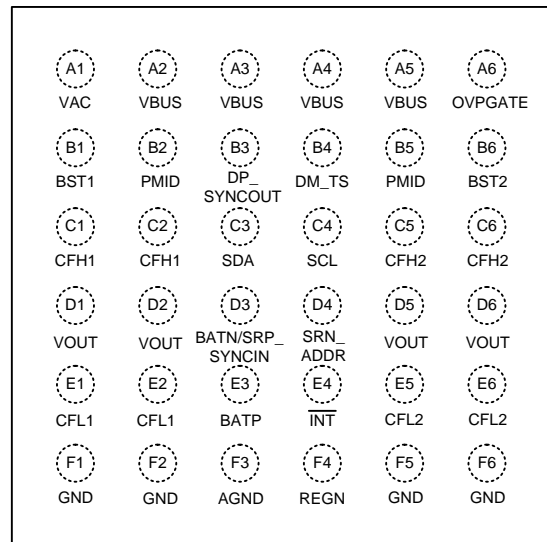 A1 A2 A3 A4 A5 A6
VAC VBUS VBUS VBUS VBUS OVPGATE
B1 B2 B3 B4 B5 B6
BST1 PMID DP_ DM_TS PMID BST2
SYNCOUT
C1 C2 C3 C4 C5 C6
CFH1 CFH1 SDA SCL CFH2 CFH2
D1 D2 D3 D4 D5 D6
VOUT VOUT BATN/SRP_ SRN_ VOUT VOUT
SYNCIN ADDR
E1 E2 E3 E4 E5 E6
CFL1 CFL1 BATP INT CFL2 CFL2
F1 F2 F3 F4 F5 F6
GND GND AGND REGN GND GND